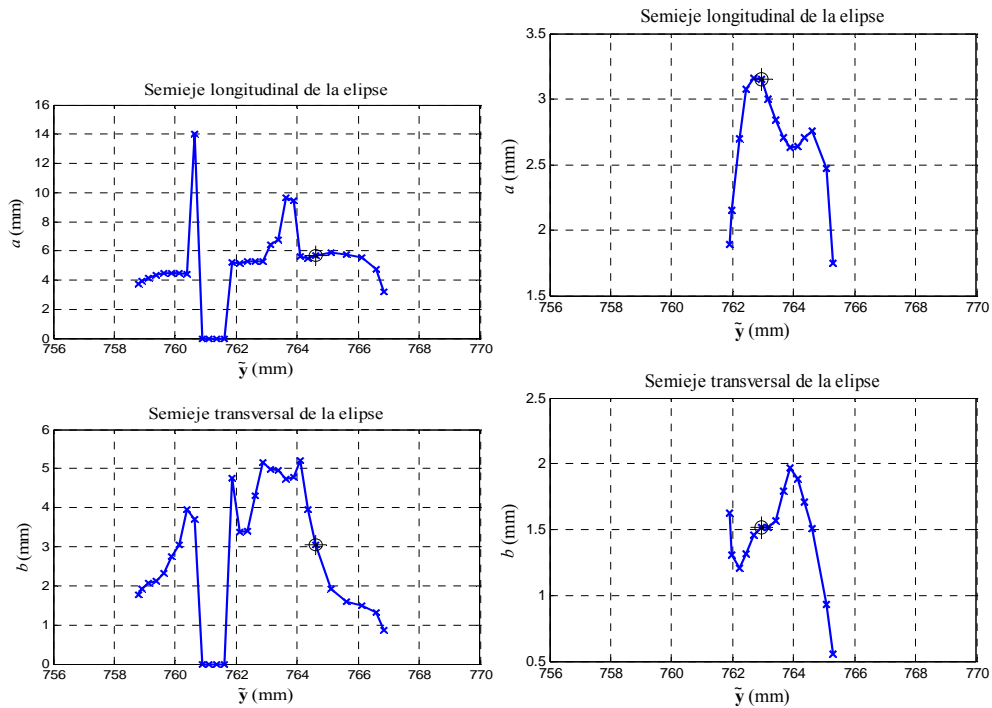 Semieje longitudinal de la elipse
16
14
12
10
8
6
4
2
0
a (mm)
756 758 760 762 764 766 768 770
ỹ (mm)
Semieje longitudinal de la elipse
3.5
3
2.5
2
1.5
a (mm)
756 758 760 762 764 766 768 770
ỹ (mm)
Semieje transversal de la elipse
6
5
4
3
2
1
0
b (mm)
756 758 760 762 764 766 768 770
ỹ (mm)
Semieje transversal de la elipse
2.5
2
1.5
1
0.5
b (mm)
756 758 760 762 764 766 768 770
ỹ (mm)